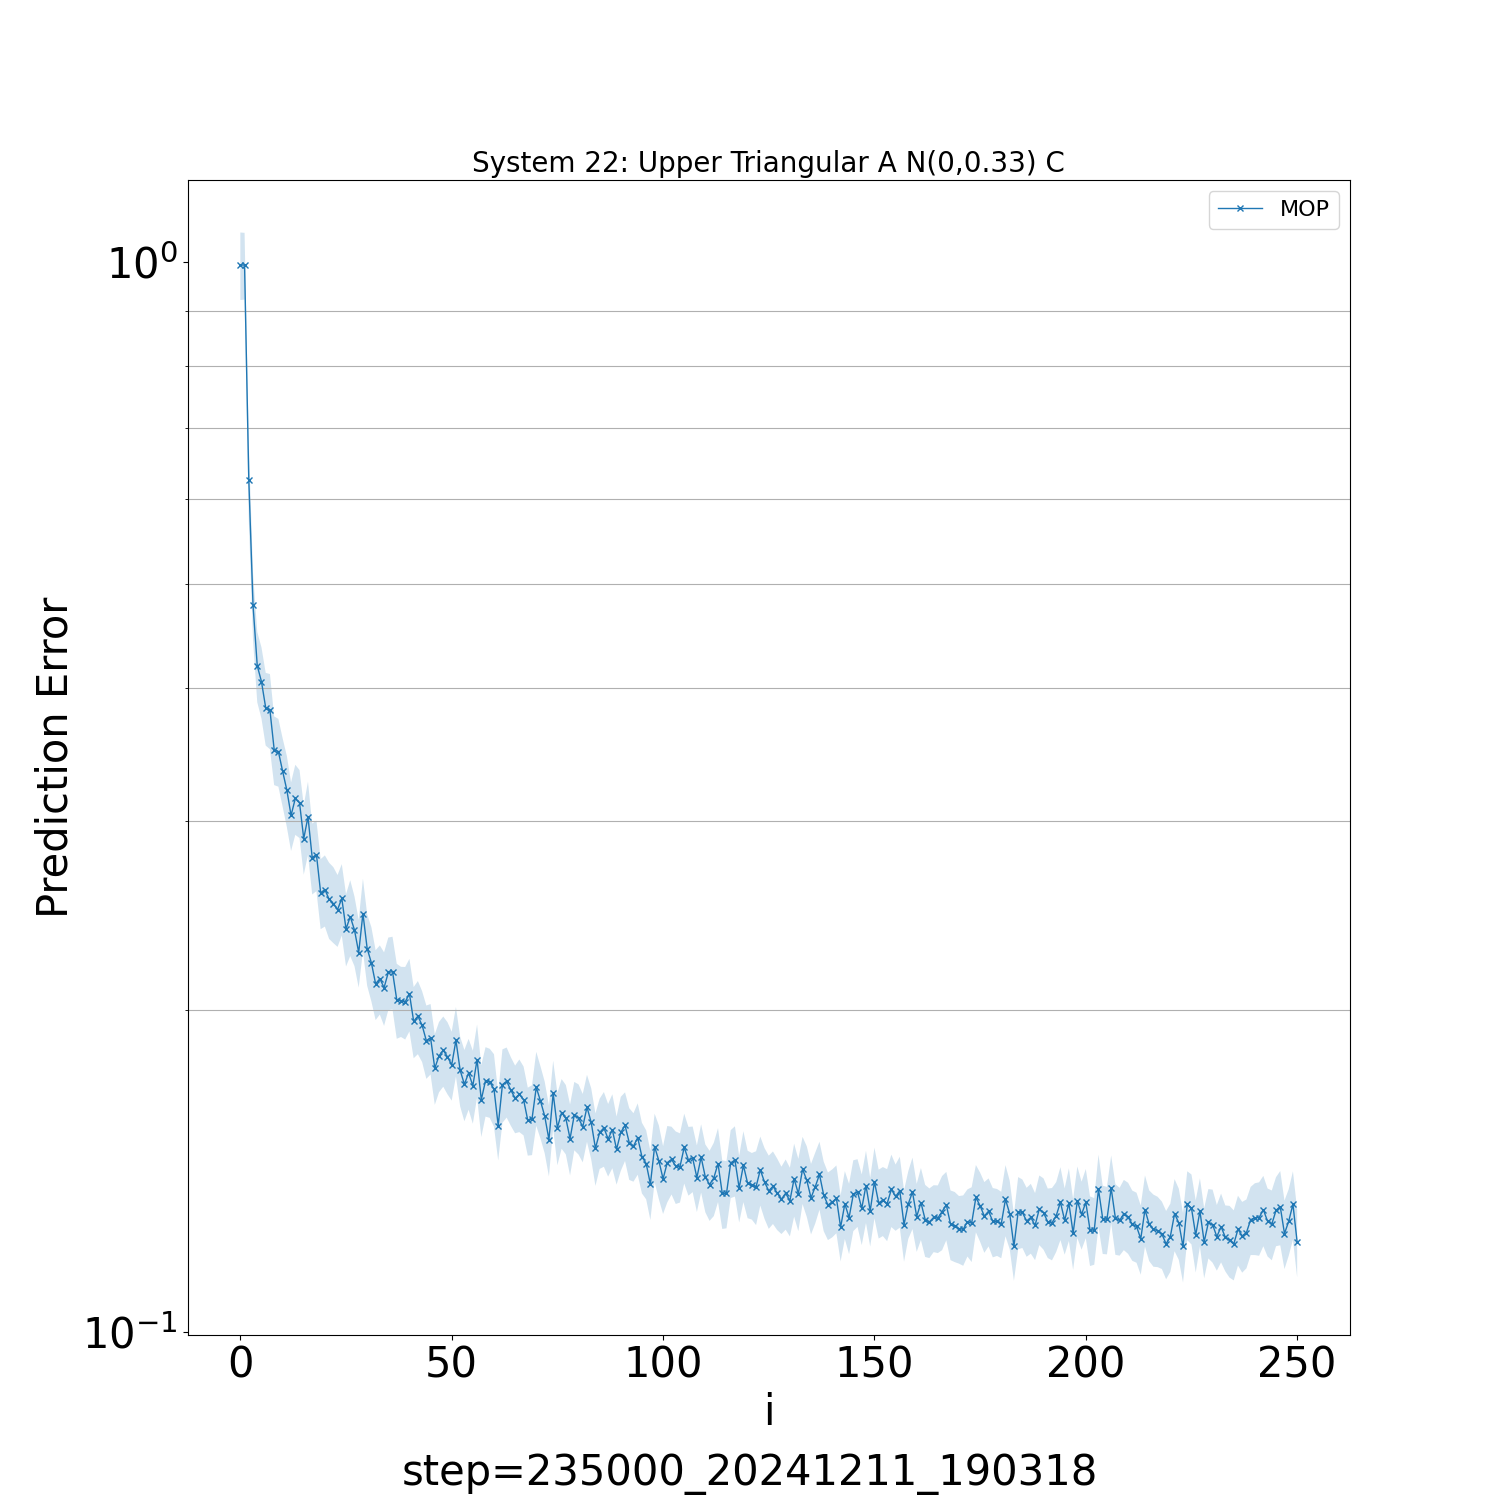 System 22: Upper Triangular A N(0,0.33) C
MOP
10⁰
Prediction Error
10⁻¹
0 50 100 150 200 250
i
step=235000_20241211_190318